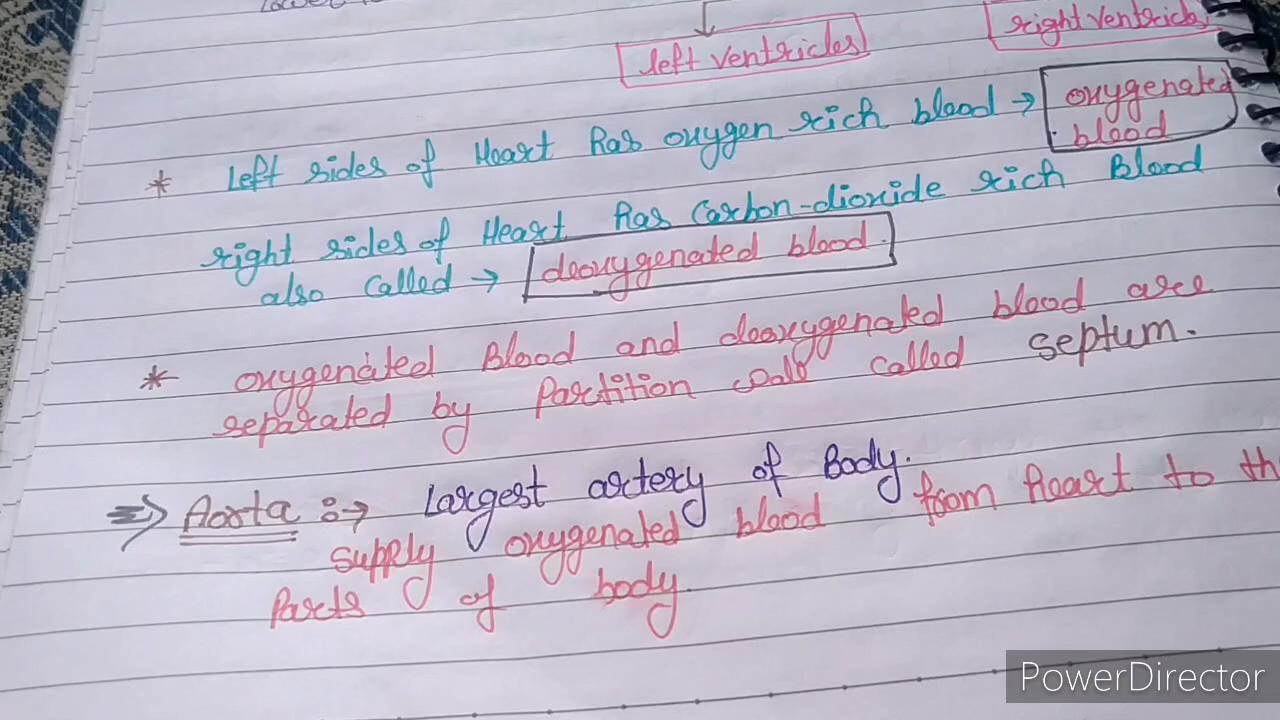 left ventricles
right ventricles
* Left sides of Heart has oxygen rich blood → oxygenated blood
right sides of Heart has carbon-dioxide rich Blood
also called → deoxygenated blood.
* oxygenated Blood and deoxygenated blood are
separated by Partition wall called septum.
⇒ Aorta :→ Largest artery of Body.
supply oxygenated blood from heart to th
Parts of body.
PowerDirector